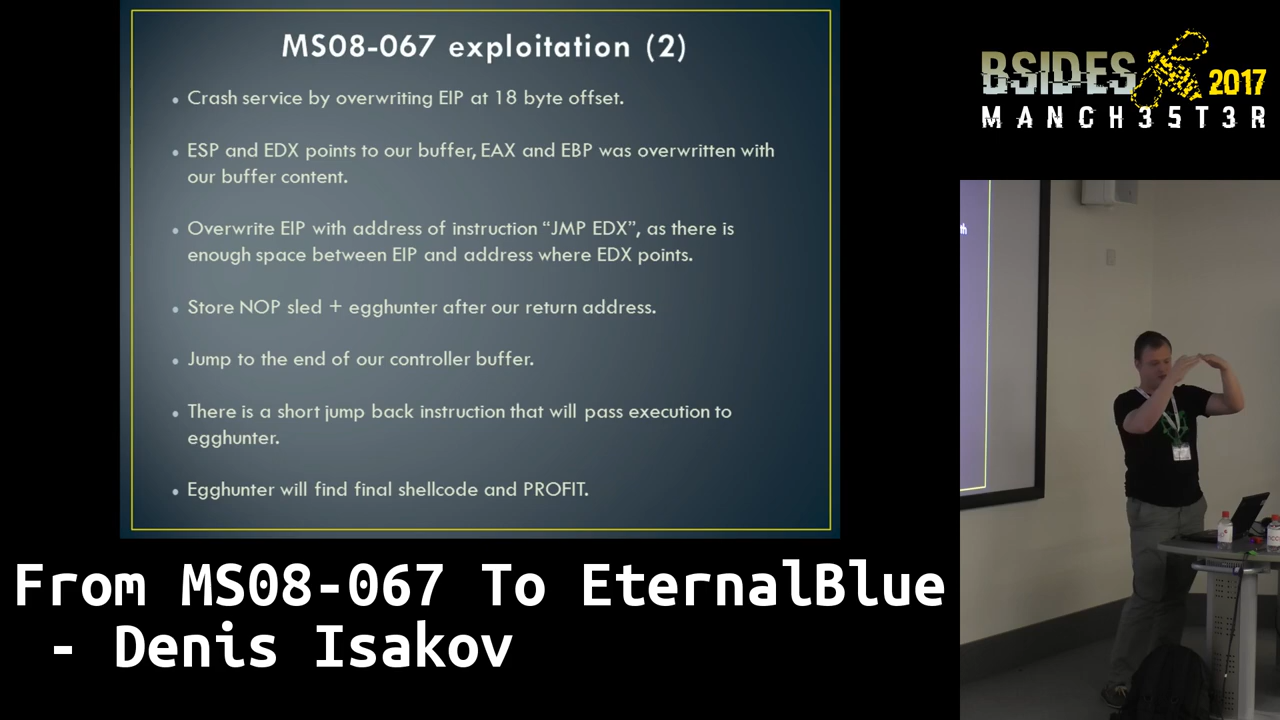 MS08-067 exploitation (2)
• Crash service by overwriting EIP at 18 byte offset.
• ESP and EDX points to our buffer, EAX and EBP was overwritten with
our buffer content.
• Overwrite EIP with address of instruction “JMP EDX”, as there is
enough space between EIP and address where EDX points.
• Store NOP sled + egghunter after our return address.
• Jump to the end of our controller buffer.
• There is a short jump back instruction that will pass execution to
egghunter.
• Egghunter will find final shellcode and PROFIT.
BSIDES 2017
MANCH35T3R
th
From MS08-067 To EternalBlue
- Denis Isakov